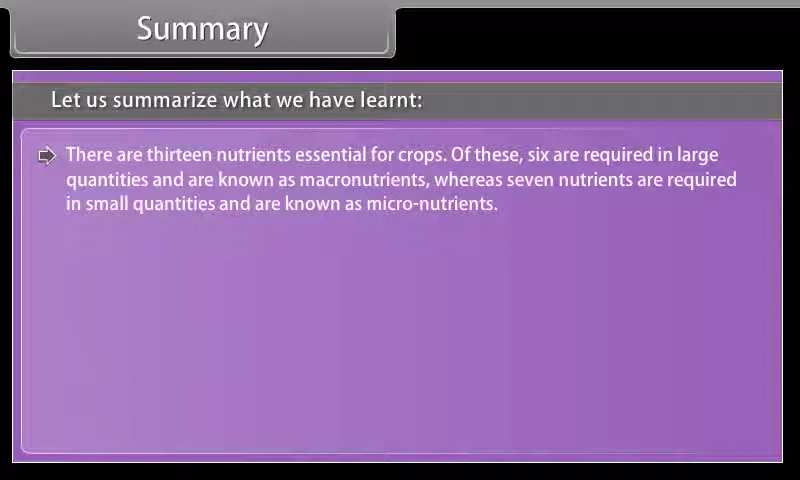 Summary
Let us summarize what we have learnt:
There are thirteen nutrients essential for crops. Of these, six are required in large
quantities and are known as macronutrients, whereas seven nutrients are required
in small quantities and are known as micro-nutrients.